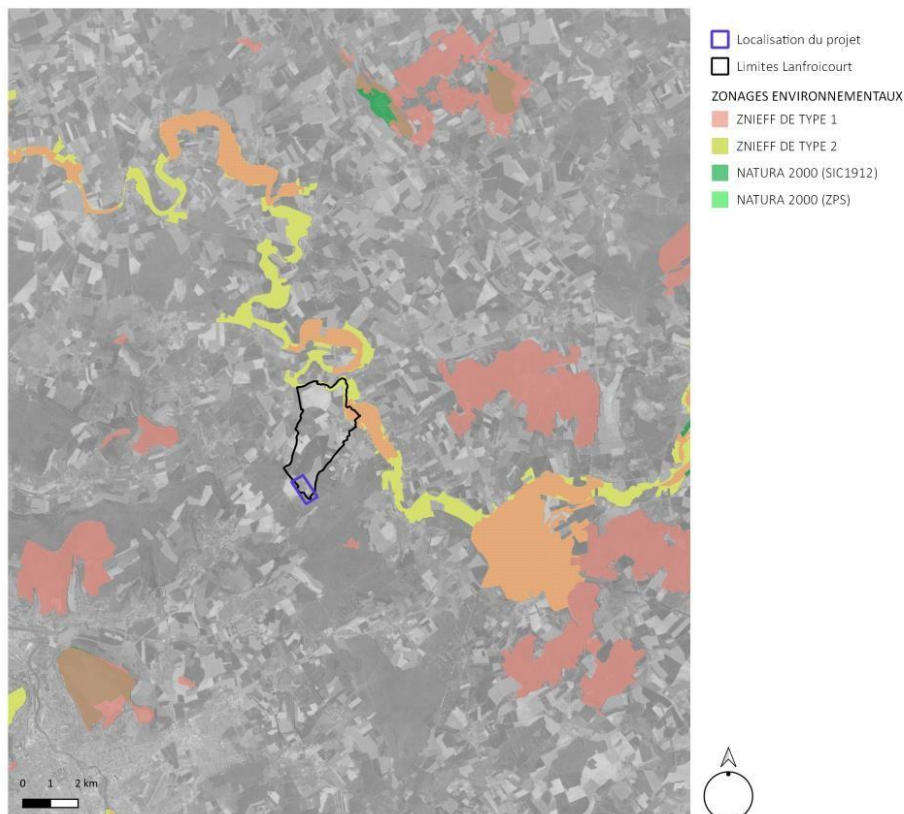 Localisation du projet
Limites Lanfroicourt
ZONAGES ENVIRONNEMENTAUX
ZNIEFF DE TYPE 1
ZNIEFF DE TYPE 2
NATURA 2000 (SIC1912)
NATURA 2000 (ZPS)
0 1 2 km